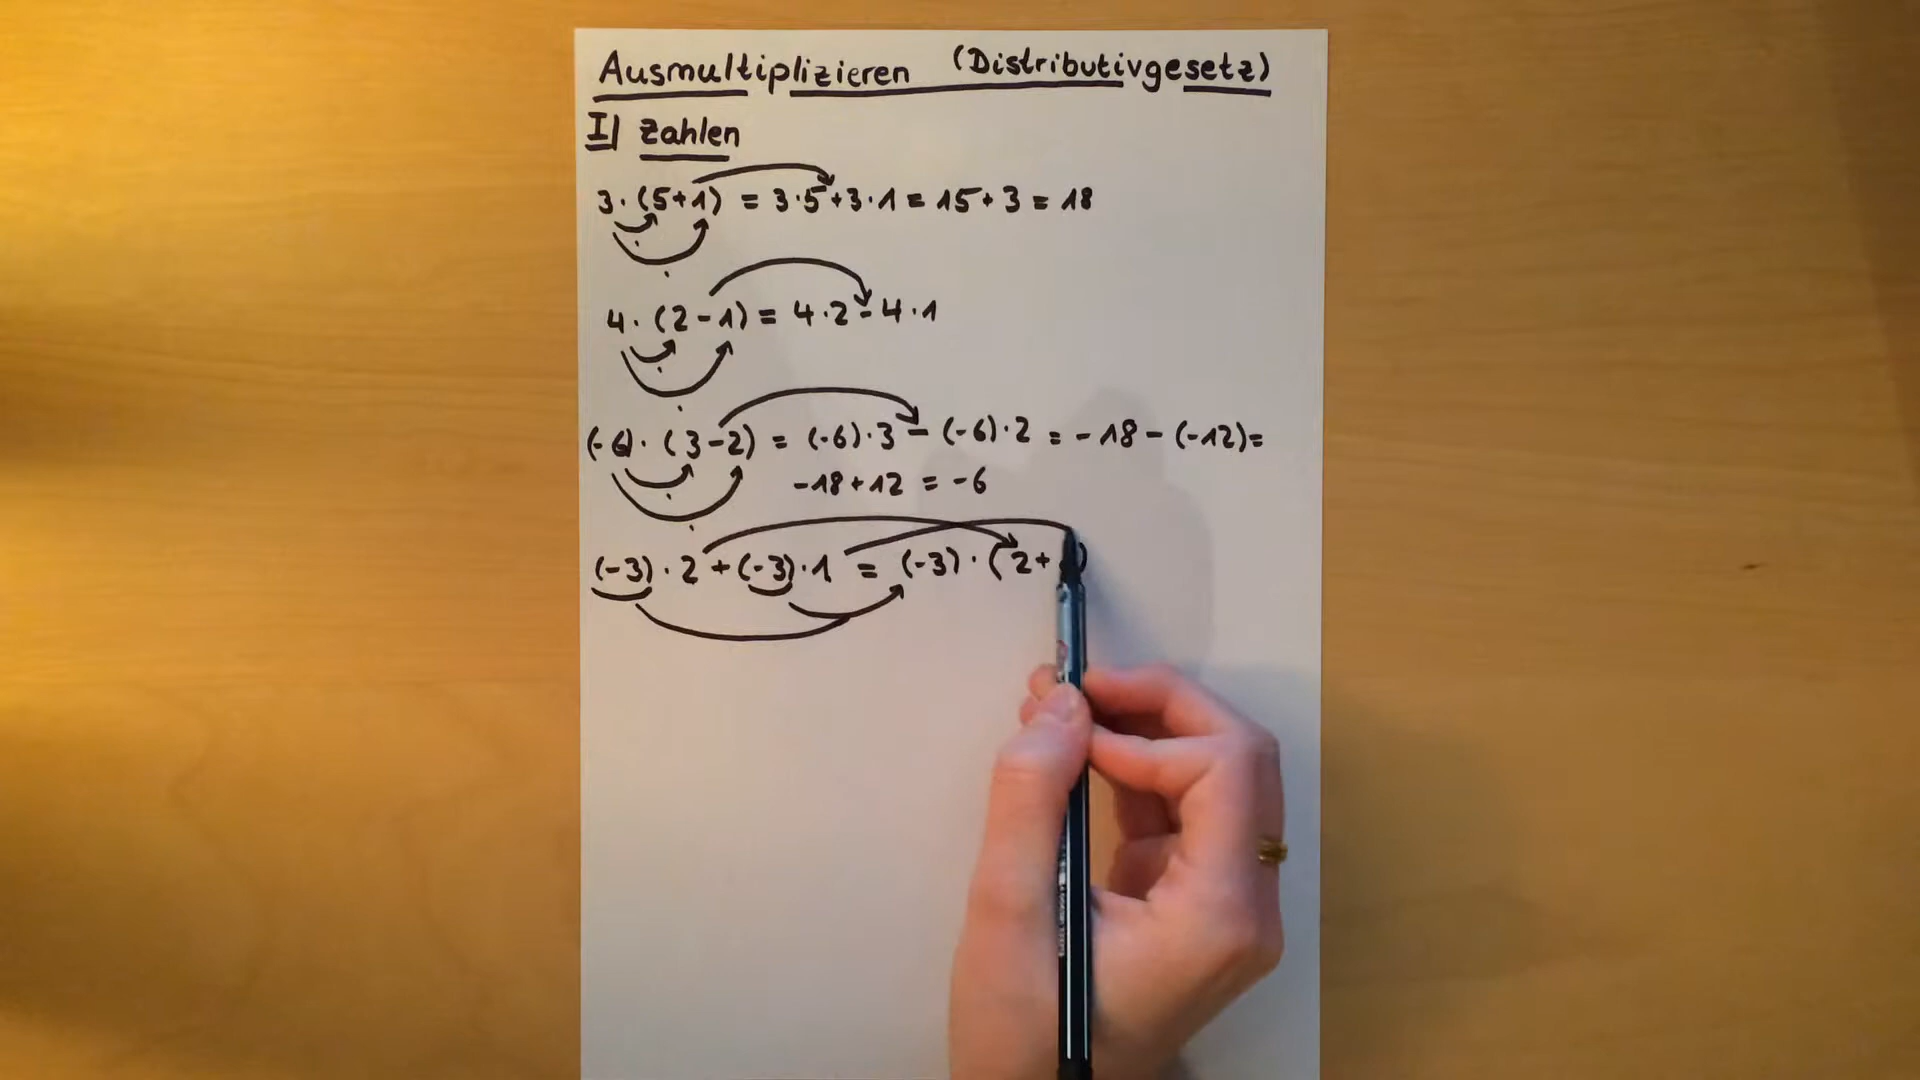 Ausmultiplizieren (Distributivgesetz)
I) Zahlen
3·(5+1) = 3·5+3·1 = 15+3 = 18
4·(2-1) = 4·2-4·1
(-6)·(3-2) = (-6)·3 - (-6)·2 = -18-(-12)=
-18+12 = -6
(-3)·2+(-3)·1 = (-3)·(2+